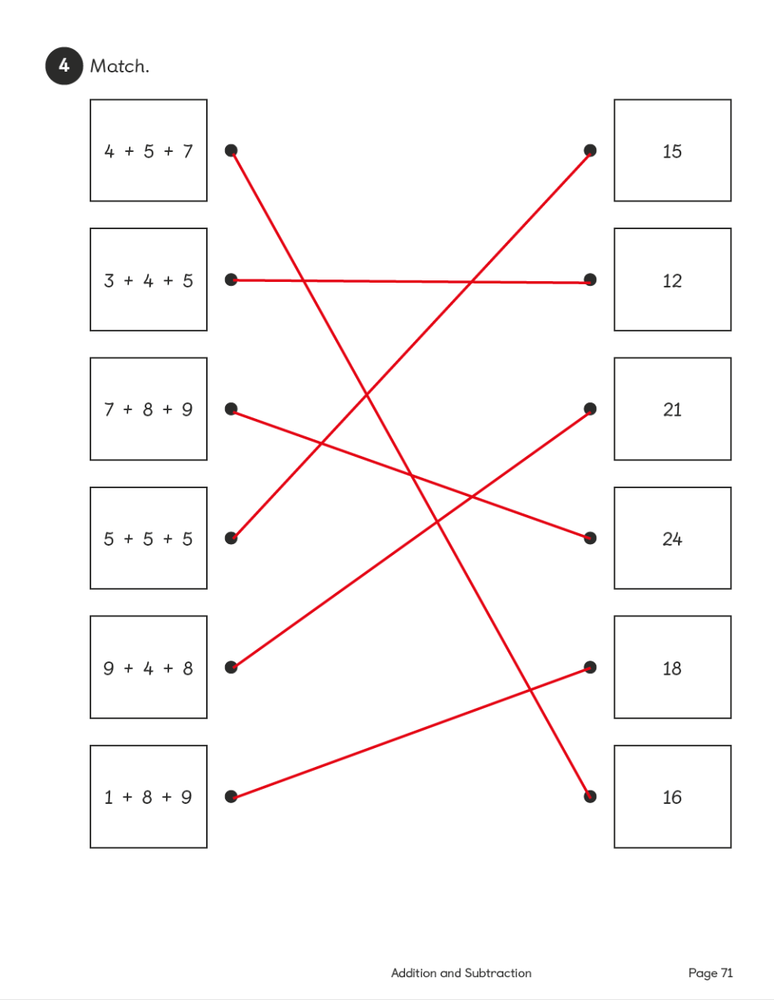 4 Match.
4 + 5 + 7
15
3 + 4 + 5
12
7 + 8 + 9
21
5 + 5 + 5
24
9 + 4 + 8
18
1 + 8 + 9
16
Addition and Subtraction Page 71